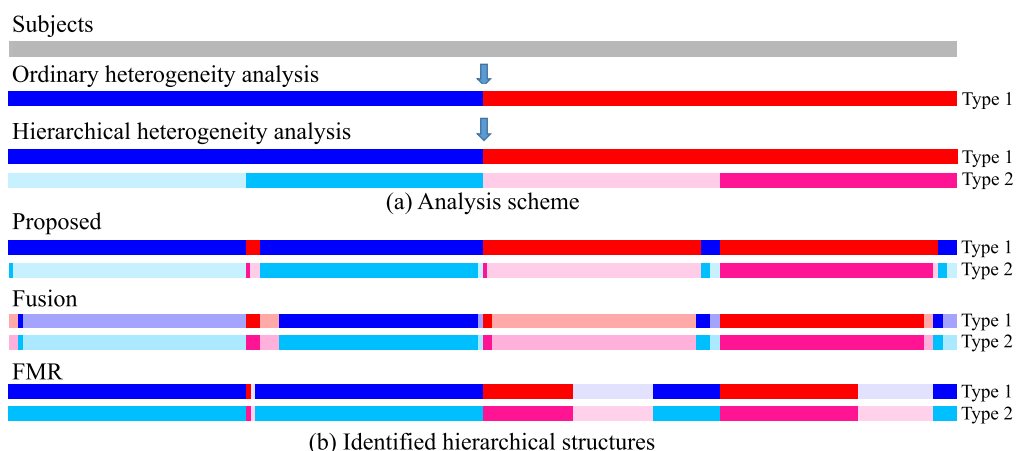 Subjects
Ordinary heterogeneity analysis
Type 1
Hierarchical heterogeneity analysis
Type 1
Type 2
(a) Analysis scheme
Proposed
Type 1
Type 2
Fusion
Type 1
Type 2
FMR
Type 1
Type 2
(b) Identified hierarchical structures